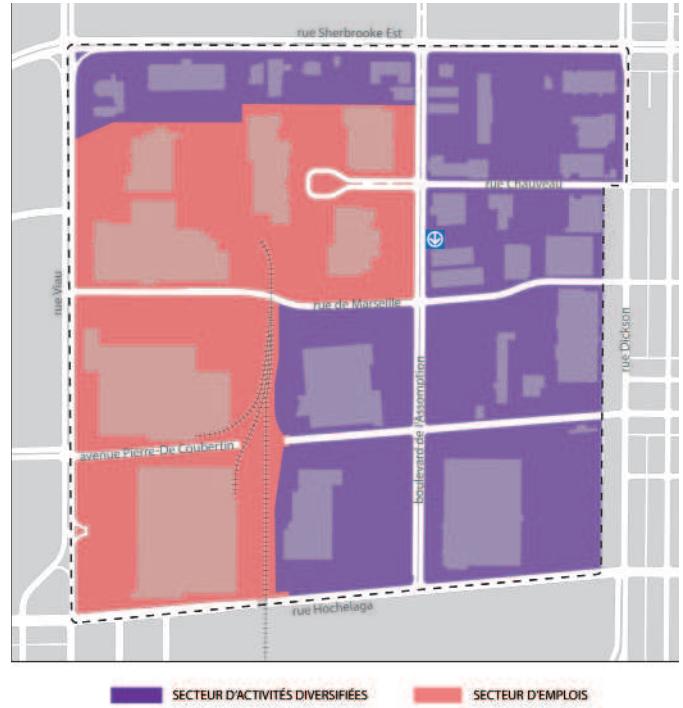 rue Sherbrooke Est
rue Chauveau
rue Viau
rue de Marseille
rue Dickson
boulevard de l'Assomption
avenue Pierre-De Coubertin
rue Hochelaga
SECTEUR D'ACTIVITÉS DIVERSIFIÉES
SECTEUR D'EMPLOIS